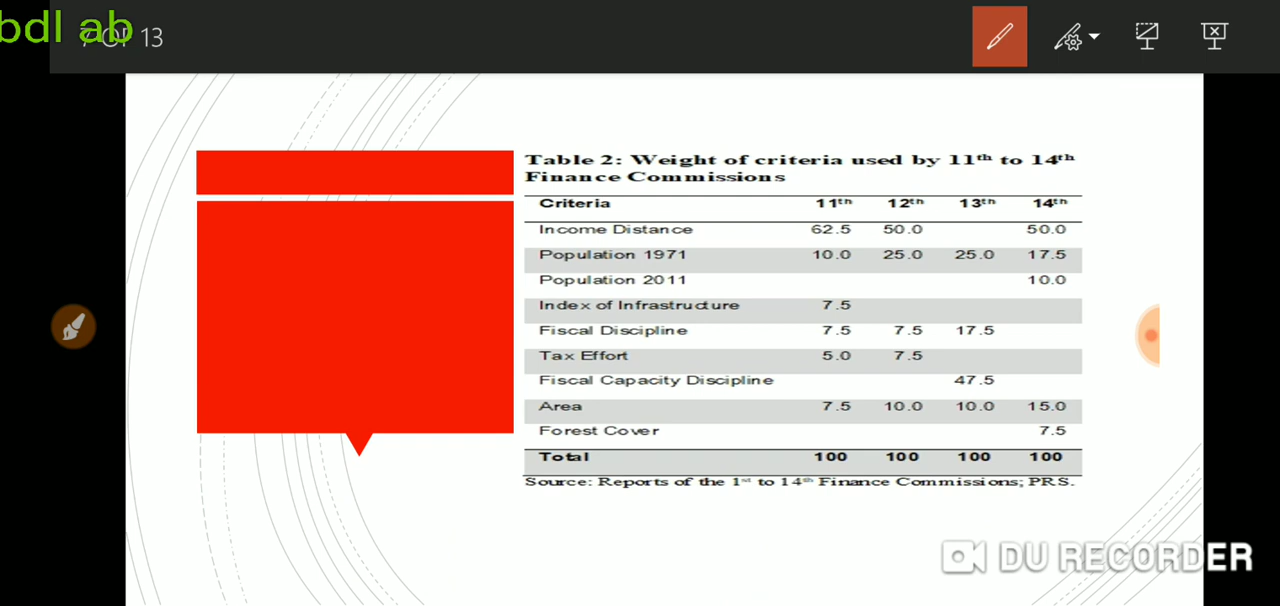 bdl ab
7 OF 13
Table 2: Weight of criteria used by 11th to 14th
Finance Commissions
Criteria 11th 12th 13th 14th
Income Distance 62.5 50.0 50.0
Population 1971 10.0 25.0 25.0 17.5
Population 2011 10.0
Index of Infrastructure 7.5
Fiscal Discipline 7.5 7.5 17.5
Tax Effort 5.0 7.5
Fiscal Capacity Discipline 47.5
Area 7.5 10.0 10.0 15.0
Forest Cover 7.5
Total 100 100 100 100
Source: Reports of the 1st to 14th Finance Commissions; PRS.
DU RECORDER